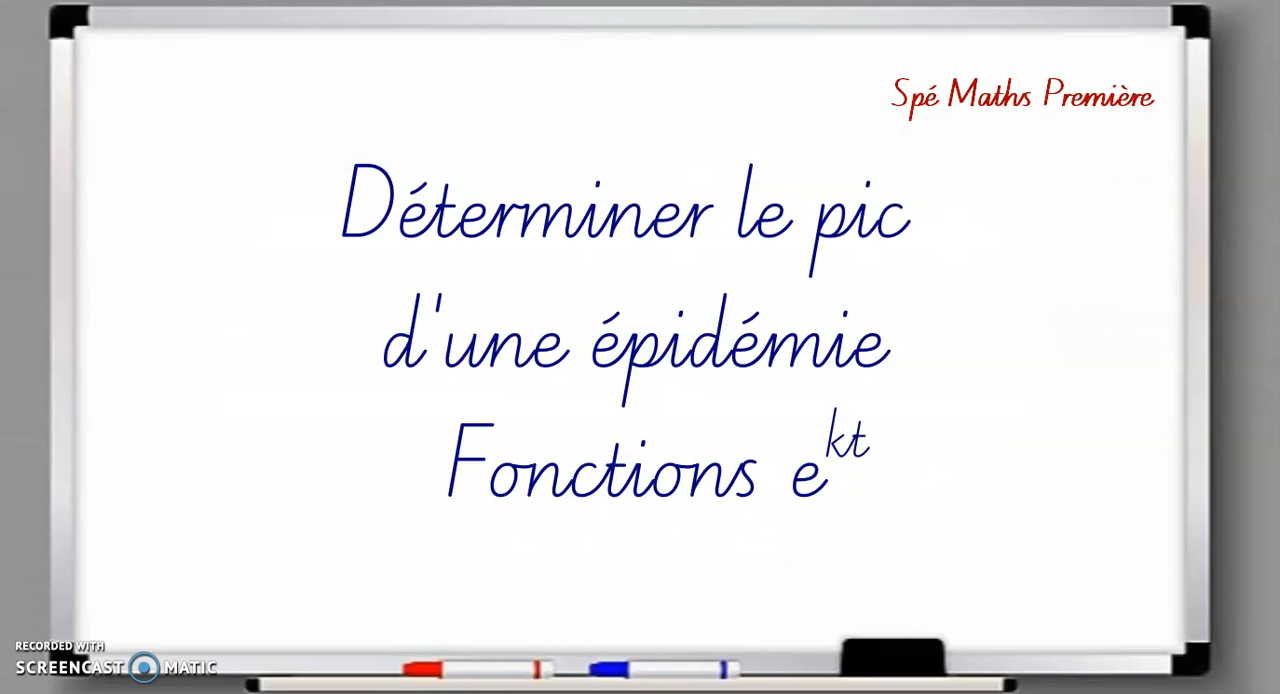 Spé Maths Première
Déterminer le pic
d'une épidémie
Fonctions e^kt
RECORDED WITH
SCREENCAST MATIC